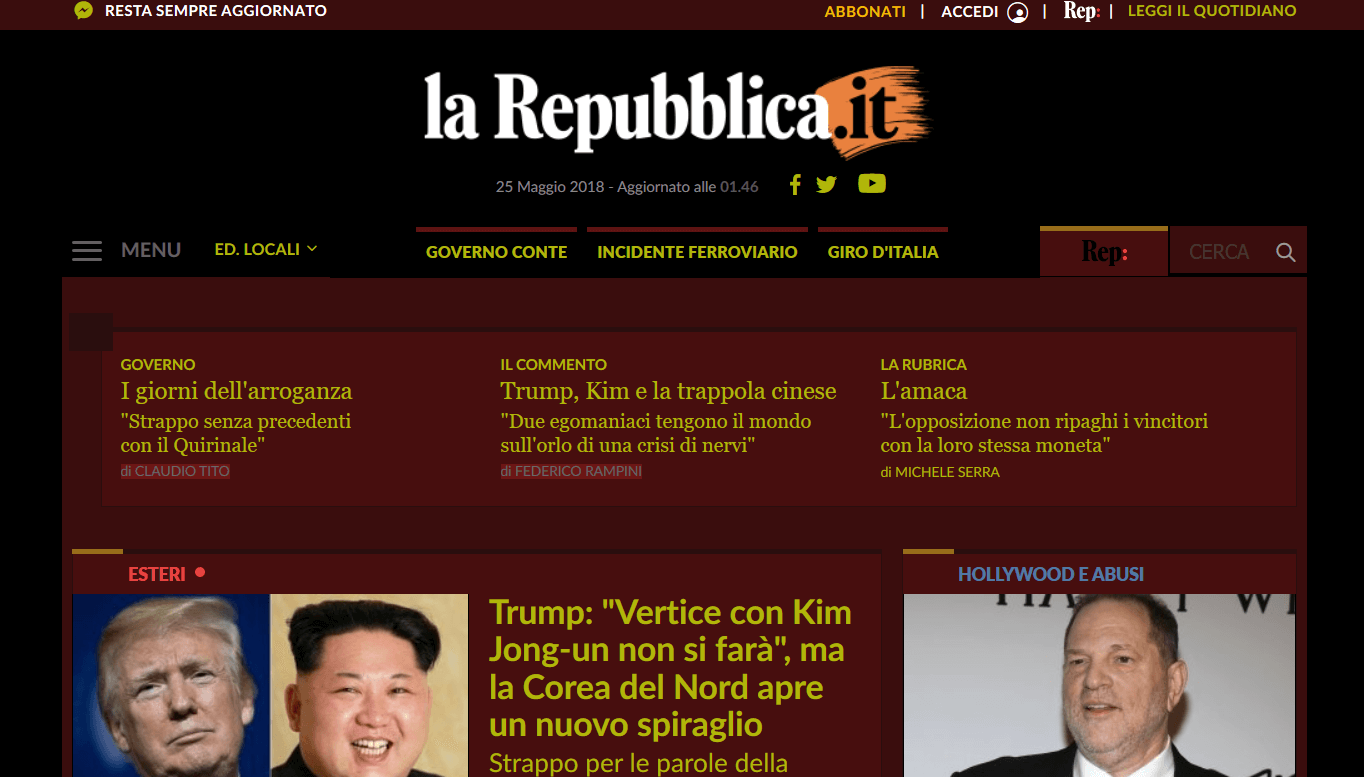 RESTA SEMPRE AGGIORNATO
ABBONATI | ACCEDI | Rep: | LEGGI IL QUOTIDIANO
la Repubblica.it
25 Maggio 2018 - Aggiornato alle 01.46
MENU ED. LOCALI GOVERNO CONTE INCIDENTE FERROVIARIO GIRO D'ITALIA Rep: CERCA
GOVERNO
I giorni dell'arroganza
"Strappo senza precedenti
con il Quirinale"
di CLAUDIO TITO
IL COMMENTO
Trump, Kim e la trappola cinese
"Due egomaniaci tengono il mondo
sull'orlo di una crisi di nervi"
di FEDERICO RAMPINI
LA RUBRICA
L'amaca
"L'opposizione non ripaghi i vincitori
con la loro stessa moneta"
di MICHELE SERRA
ESTERI
Trump: "Vertice con Kim
Jong-un non si farà", ma
la Corea del Nord apre
un nuovo spiraglio
Strappo per le parole della
HOLLYWOOD E ABUSI